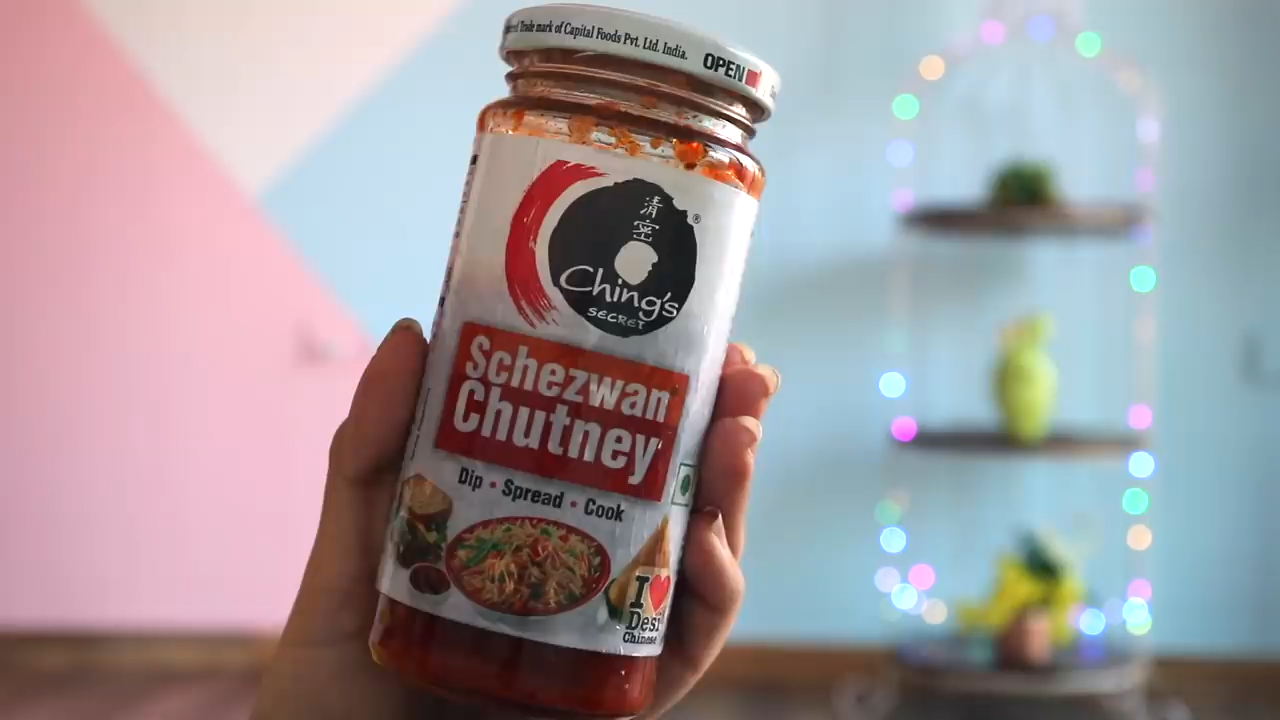 Trade mark of Capital Foods Pvt. Ltd. India.
OPEN
清
密
®
Ching's
SECRET
Schezwan
Chutney
Dip • Spread • Cook
I ♥
Desi
Chinese